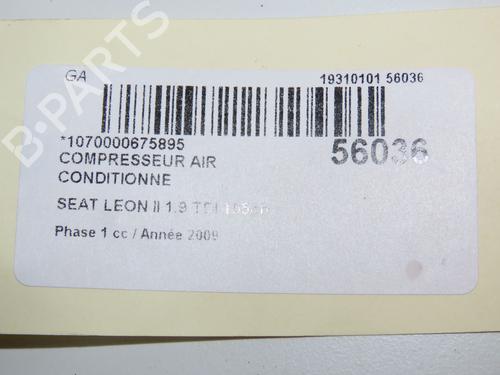 GA
19310101 56036
*1070000675895
56036
COMPRESSEUR AIR
CONDITIONNE
SEAT LEON II 1.9 TDI
Phase 1 cc / Année 2009
B-PARTS